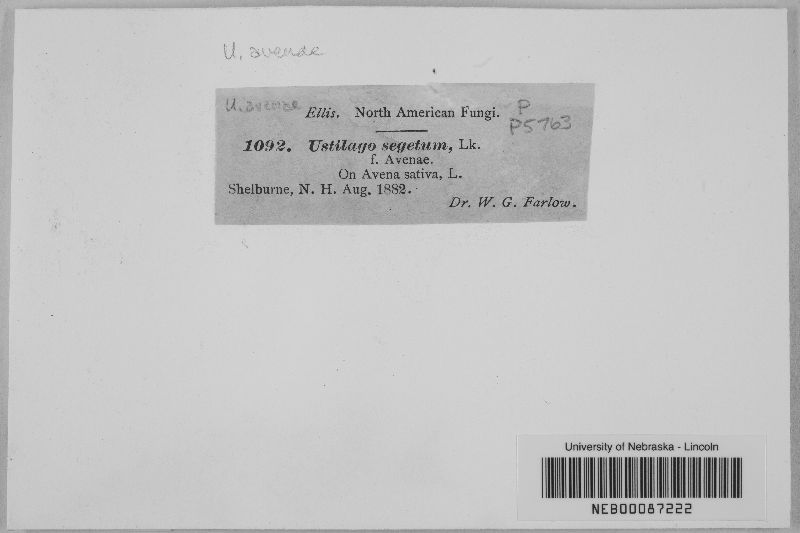 U. avenae
U. avenae
Ellis. North American Fungi.
P
P5763
1092. Ustilago segetum, Lk.
f. Avenae.
On Avena sativa, L.
Shelburne, N. H. Aug. 1882.
Dr. W. G. Farlow.
University of Nebraska - Lincoln
NEB00087222